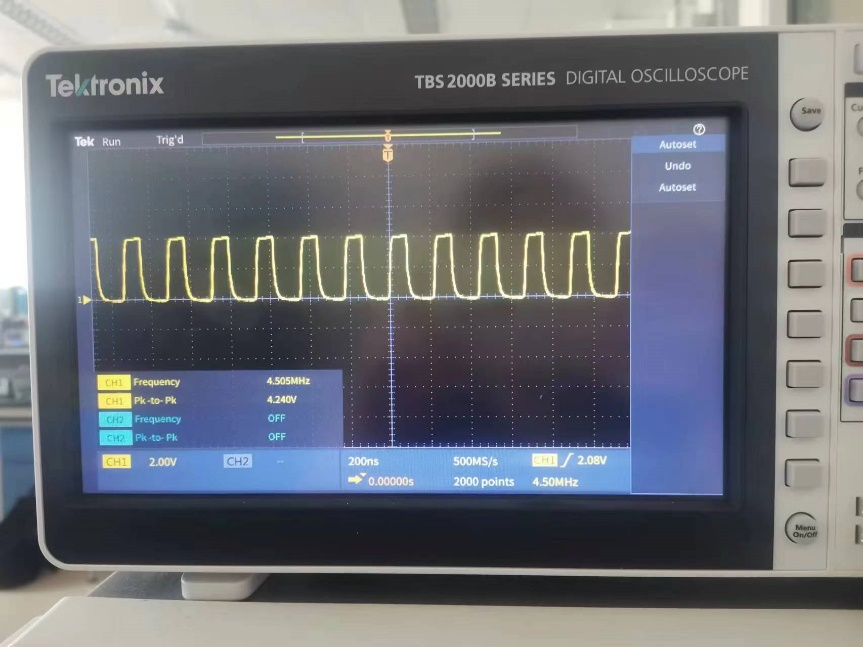 Tektronix
TBS 2000B SERIES DIGITAL OSCILLOSCOPE
Save
Tek Run Trig'd
T
Autoset
Undo
Autoset
1
CH1 Frequency 4.505MHz
CH1 Pk-to-Pk 4.240V
CH2 Frequency OFF
CH2 Pk-to-Pk OFF
CH1 2.00V CH2 -- 200ns 500MS/s CH1 2.08V
0.00000s 2000 points 4.50MHz
Menu
On/Off